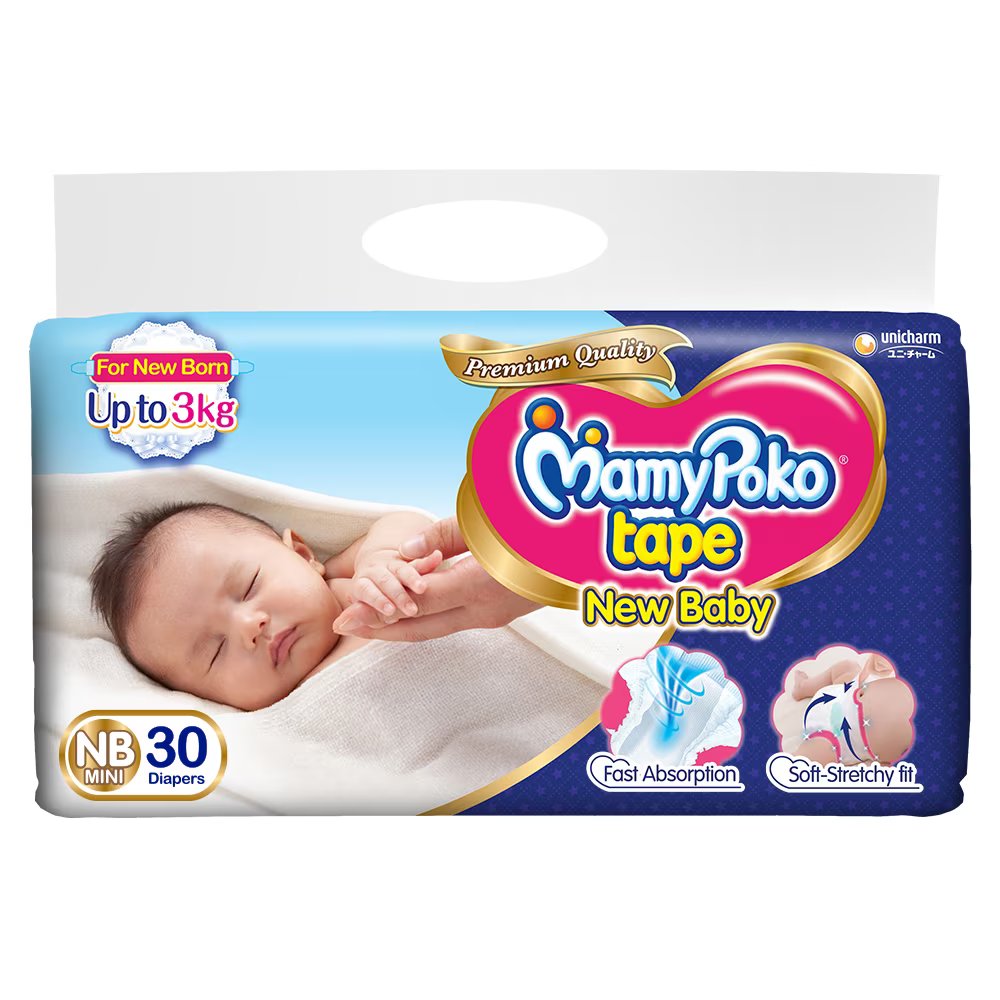 unicharm
ユニ・チャーム
For New Born
Up to 3kg
Premium Quality
MamyPoko®
tape
New Baby
NB
MINI
30
Diapers
Fast Absorption
Soft-Stretchy fit